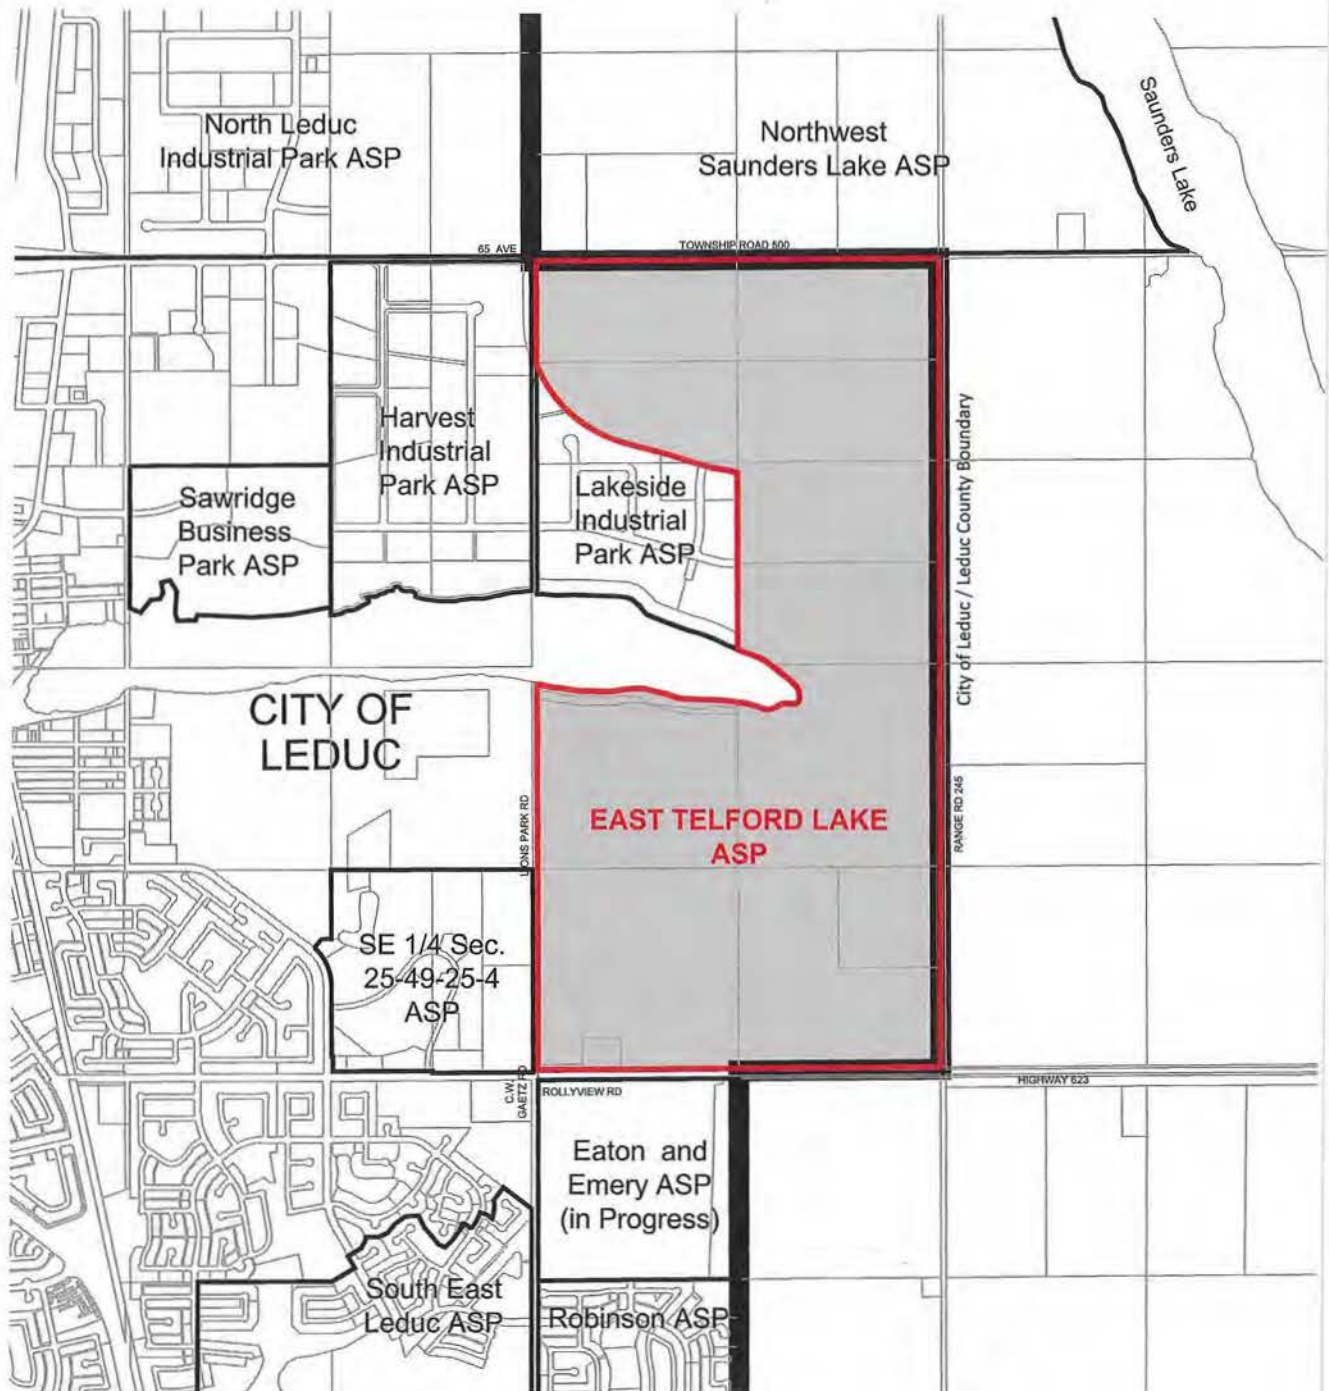 North Leduc
Industrial Park ASP
Northwest
Saunders Lake ASP
Saunders Lake
65 AVE
TOWNSHIP ROAD 500
Harvest
Industrial
Park ASP
Sawridge
Business
Park ASP
Lakeside
Industrial
Park ASP
City of Leduc / Leduc County Boundary
CITY OF
LEDUC
EAST TELFORD LAKE
ASP
LIONS PARK RD
RANGE RD 245
SE 1/4 Sec.
25-49-25-4
ASP
C.W.
GAETZ RD
ROLLYVIEW RD
HIGHWAY 623
Eaton and
Emery ASP
(in Progress)
South East
Leduc ASP
Robinson ASP